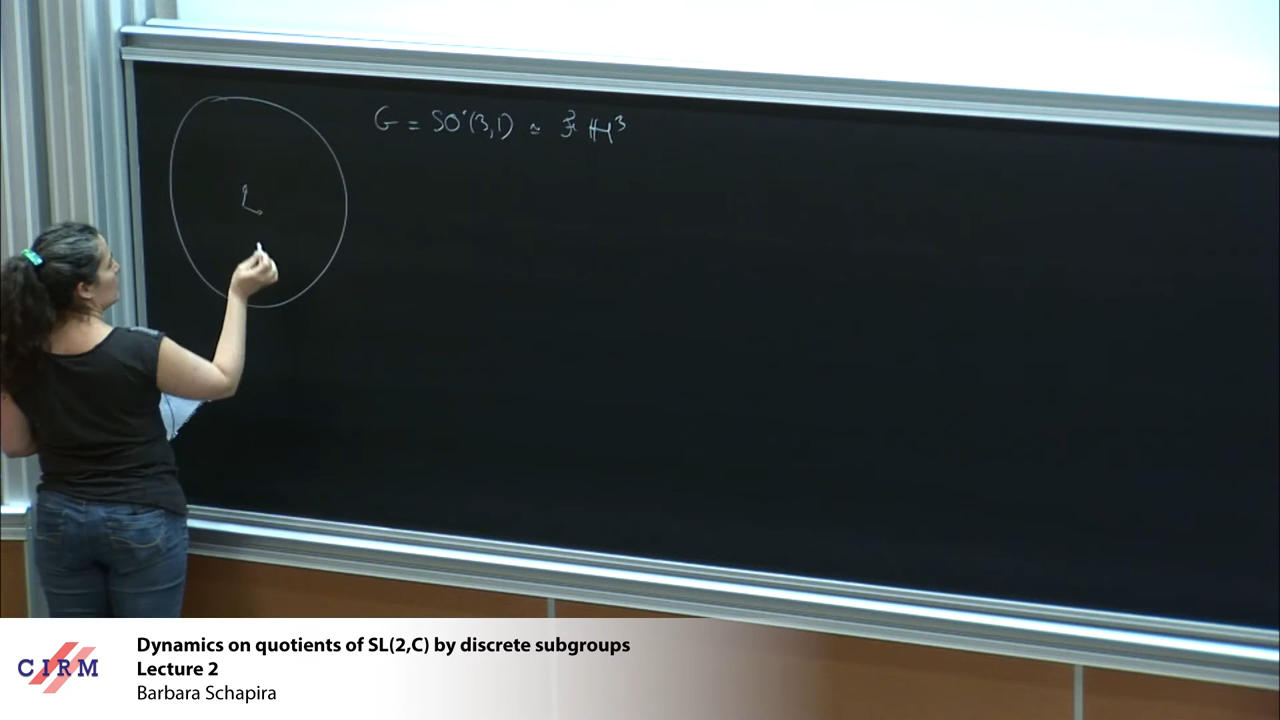 G = SO°(3,1) ≃ ℱ ℍ³
CIRM
Dynamics on quotients of SL(2,C) by discrete subgroups
Lecture 2
Barbara Schapira